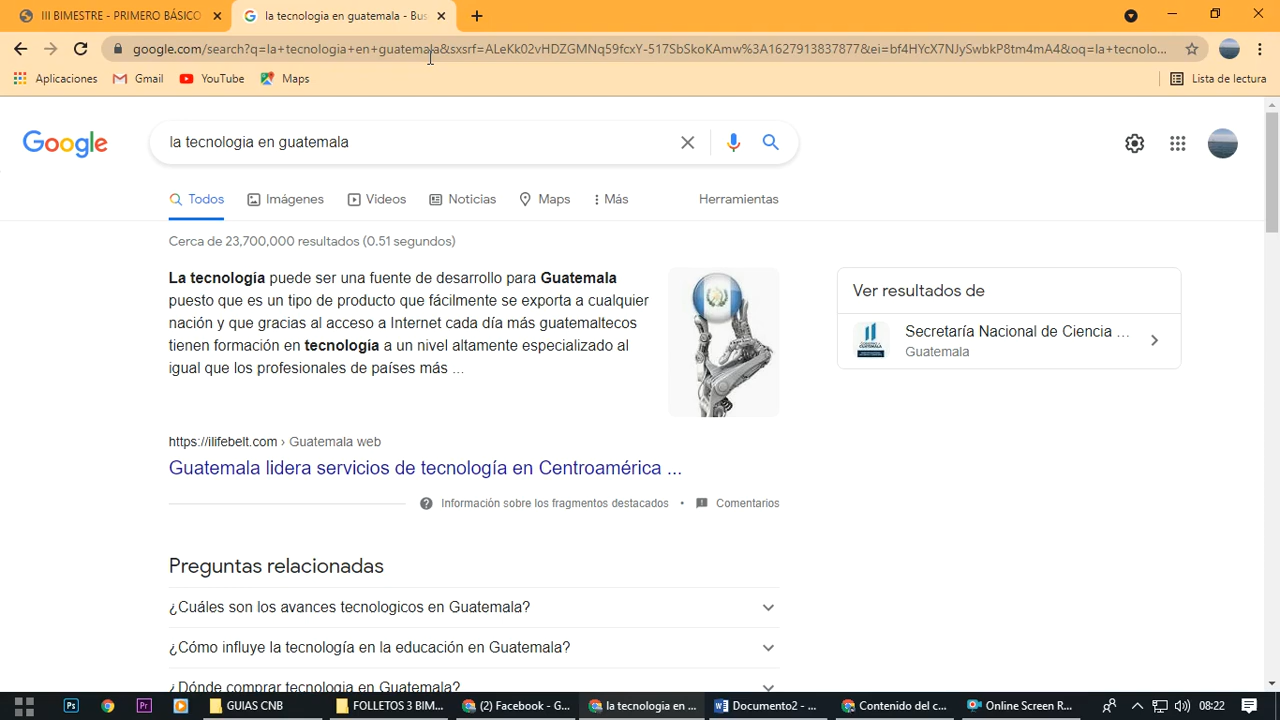 III BIMESTRE - PRIMERO BÁSICO
la tecnologia en guatemala - Bus
google.com/search?q=la+tecnologia+en+guatemala&sxsrf=ALeKk02vHDZGMNq59fcxY-517SbSkoKAmw%3A1627913837877&ei=bf4HYcX7NJySwbkP8tm4mA4&oq=la+tecnolo...
Aplicaciones
Gmail
YouTube
Maps
Lista de lectura
Google
la tecnologia en guatemala
Todos
Imágenes
Videos
Noticias
Maps
Más
Herramientas
Cerca de 23,700,000 resultados (0.51 segundos)
La tecnología puede ser una fuente de desarrollo para Guatemala
puesto que es un tipo de producto que fácilmente se exporta a cualquier
nación y que gracias al acceso a Internet cada día más guatemaltecos
tienen formación en tecnología a un nivel altamente especializado al
igual que los profesionales de países más ...
Ver resultados de
Secretaría Nacional de Ciencia ...
Guatemala
https://ilifebelt.com › Guatemala web
Guatemala lidera servicios de tecnología en Centroamérica ...
Información sobre los fragmentos destacados • Comentarios
Preguntas relacionadas
¿Cuáles son los avances tecnologicos en Guatemala?
¿Cómo influye la tecnología en la educación en Guatemala?
¿Dónde comprar tecnologia en Guatemala?
Ps
Pr
GUIAS CNB
FOLLETOS 3 BIM...
(2) Facebook - G...
la tecnologia en ...
Documento2 - ...
Contenido del c...
Online Screen R...
08:22